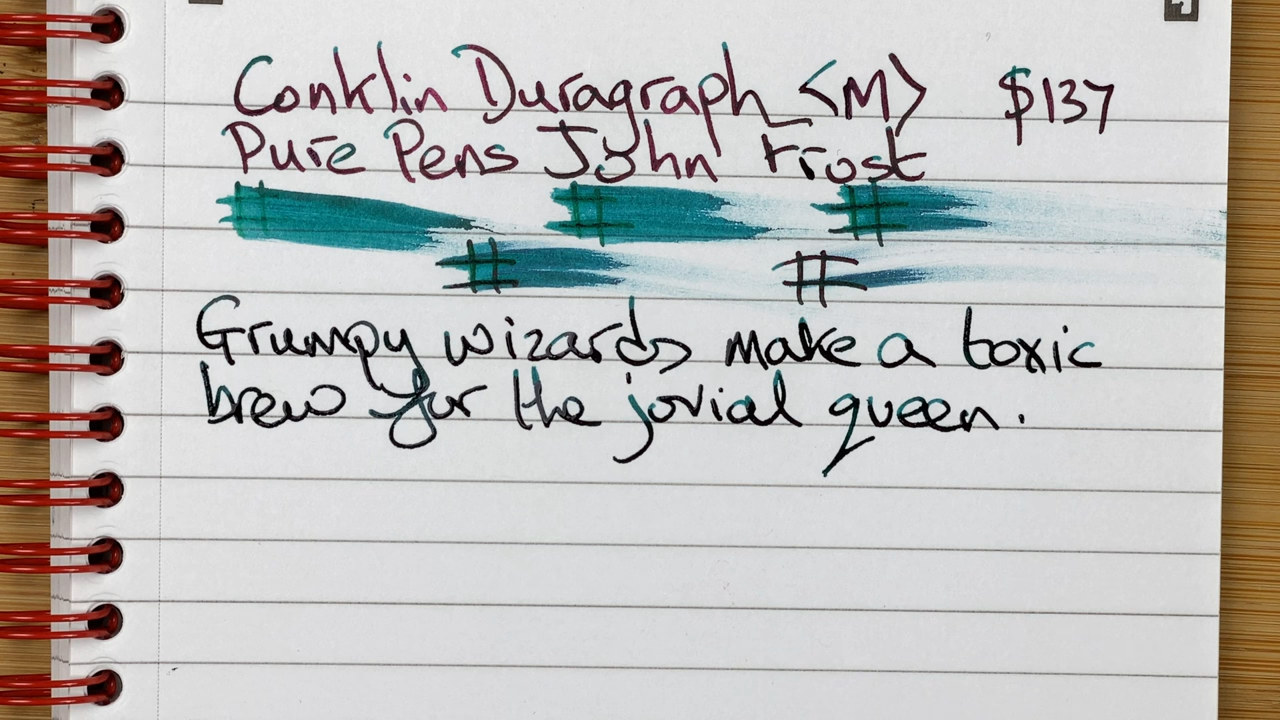 Conklin Duragraph <M> $137
Pure Pens John Frost
# # #
# #
Grumpy wizards make a toxic
brew for the jovial queen.